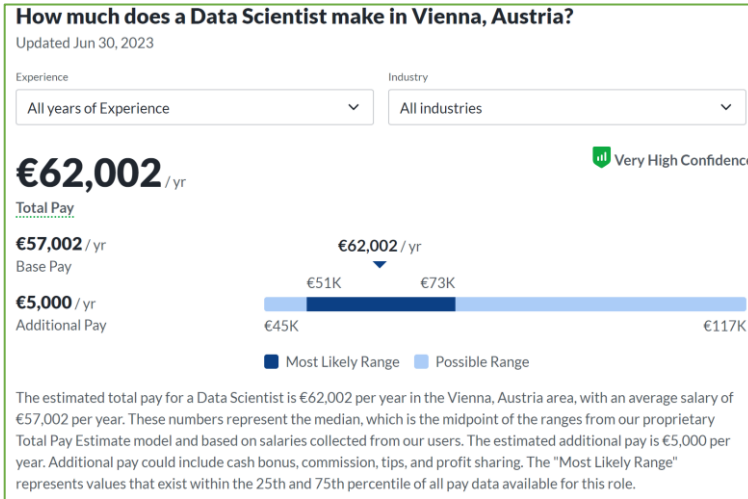 How much does a Data Scientist make in Vienna, Austria?
Updated Jun 30, 2023
Experience
Industry
All years of Experience
All industries
€62,002 / yr
Very High Confidence
Total Pay
€57,002 / yr
Base Pay
€62,002 / yr
€51K
€73K
€5,000 / yr
Additional Pay
€45K
€117K
Most Likely Range
Possible Range
The estimated total pay for a Data Scientist is €62,002 per year in the Vienna, Austria area, with an average salary of
€57,002 per year. These numbers represent the median, which is the midpoint of the ranges from our proprietary
Total Pay Estimate model and based on salaries collected from our users. The estimated additional pay is €5,000 per
year. Additional pay could include cash bonus, commission, tips, and profit sharing. The "Most Likely Range"
represents values that exist within the 25th and 75th percentile of all pay data available for this role.